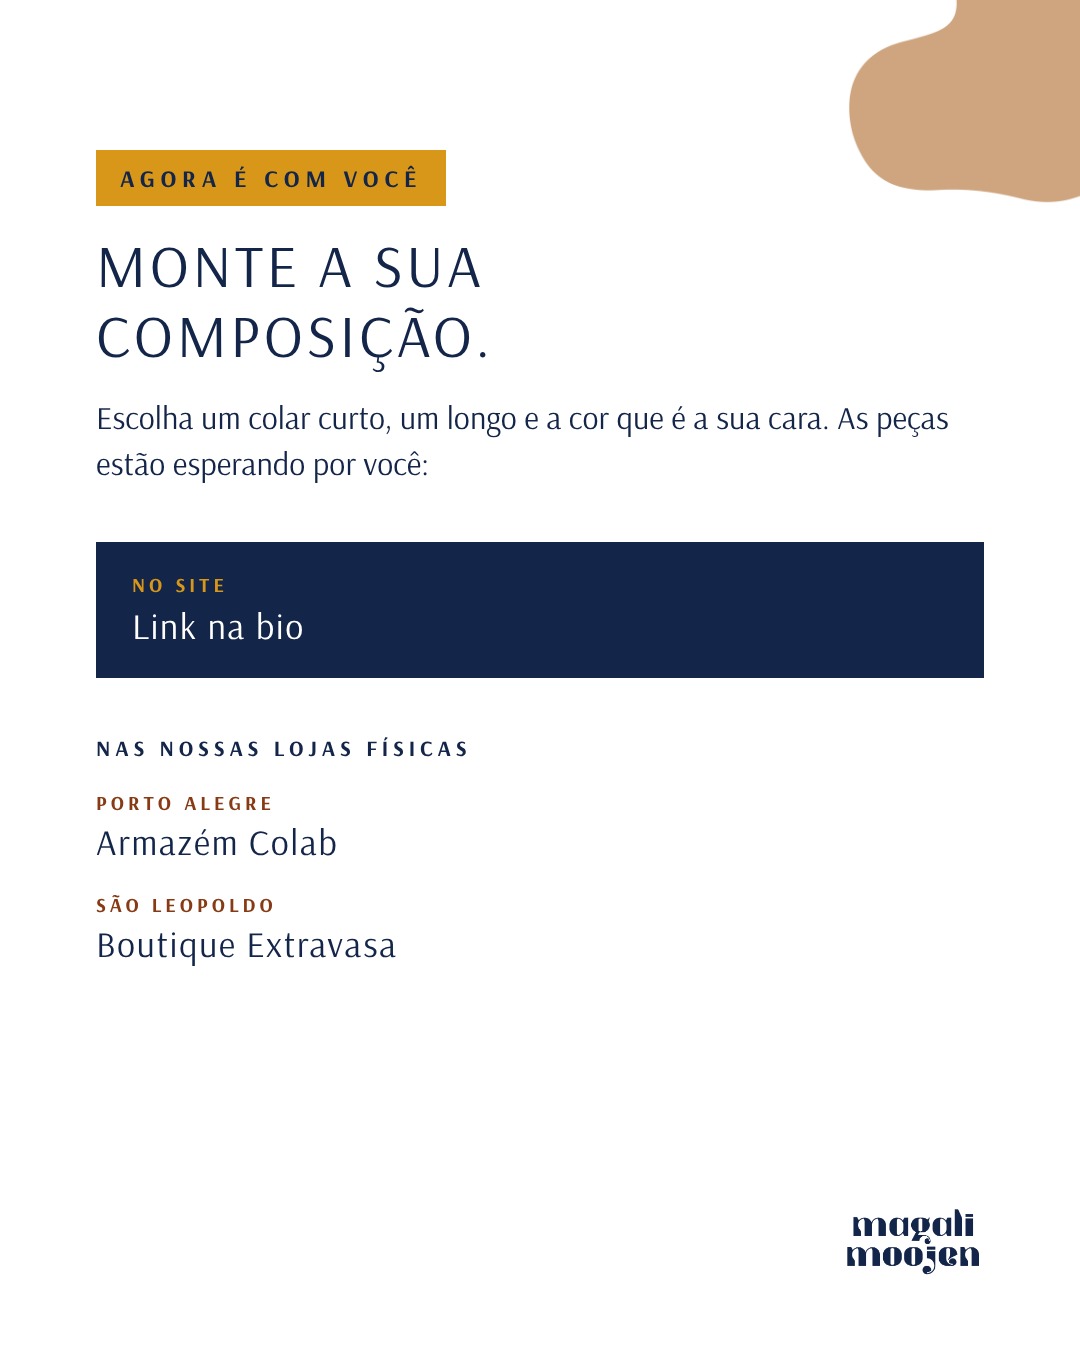 AGORA É COM VOCÊ
MONTE A SUA
COMPOSIÇÃO.
Escolha um colar curto, um longo e a cor que é a sua cara. As peças
estão esperando por você:
NO SITE
Link na bio
NAS NOSSAS LOJAS FÍSICAS
PORTO ALEGRE
Armazém Colab
SÃO LEOPOLDO
Boutique Extravasa
magali
moojen